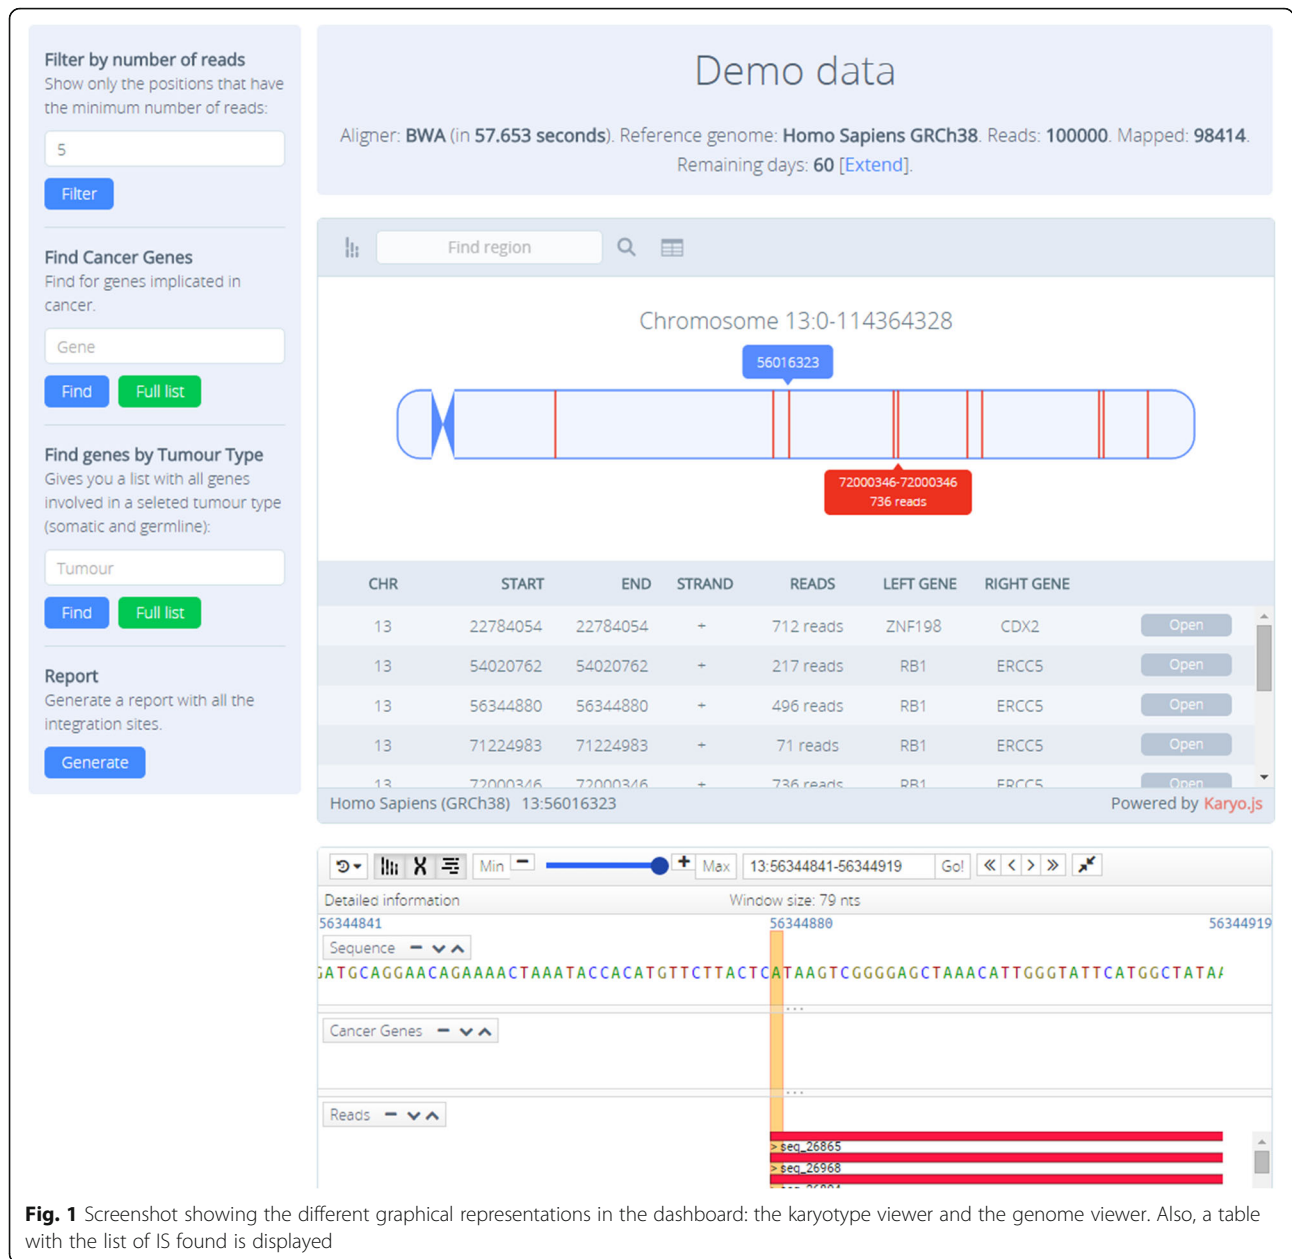 Filter by number of reads
Show only the positions that have
the minimum number of reads:
5
Filter
Find Cancer Genes
Find for genes implicated in
cancer.
Gene
Find Full list
Find genes by Tumour Type
Gives you a list with all genes
involved in a seleted tumour type
(somatic and germline):
Tumour
Find Full list
Report
Generate a report with all the
integration sites.
Generate
Demo data
Aligner: BWA (in 57.653 seconds). Reference genome: Homo Sapiens GRCh38. Reads: 100000. Mapped: 98414.
Remaining days: 60 [Extend].
Find region
Chromosome 13:0-114364328
56016323
72000346-72000346
736 reads
CHR START END STRAND READS LEFT GENE RIGHT GENE
13 22784054 22784054 + 712 reads ZNF198 CDX2 Open
13 54020762 54020762 + 217 reads RB1 ERCC5 Open
13 56344880 56344880 + 496 reads RB1 ERCC5 Open
13 71224983 71224983 + 71 reads RB1 ERCC5 Open
13 72000346 72000346 + 736 reads RB1 ERCC5 Open
Homo Sapiens (GRCh38) 13:56016323 Powered by Karyo.js
Min Max 13:56344841-56344919 Go!
Detailed information Window size: 79 nts
56344841 56344880 56344919
Sequence
GATGCAGGAACAGAAAACTAAATACCACATGTTCTTACTCATAAGTCGGGGAGCTAAACATTGGGTATTCATGGCTATAA
Cancer Genes
Reads
> seq_26865
> seq_26968
Fig. 1 Screenshot showing the different graphical representations in the dashboard: the karyotype viewer and the genome viewer. Also, a table
with the list of IS found is displayed